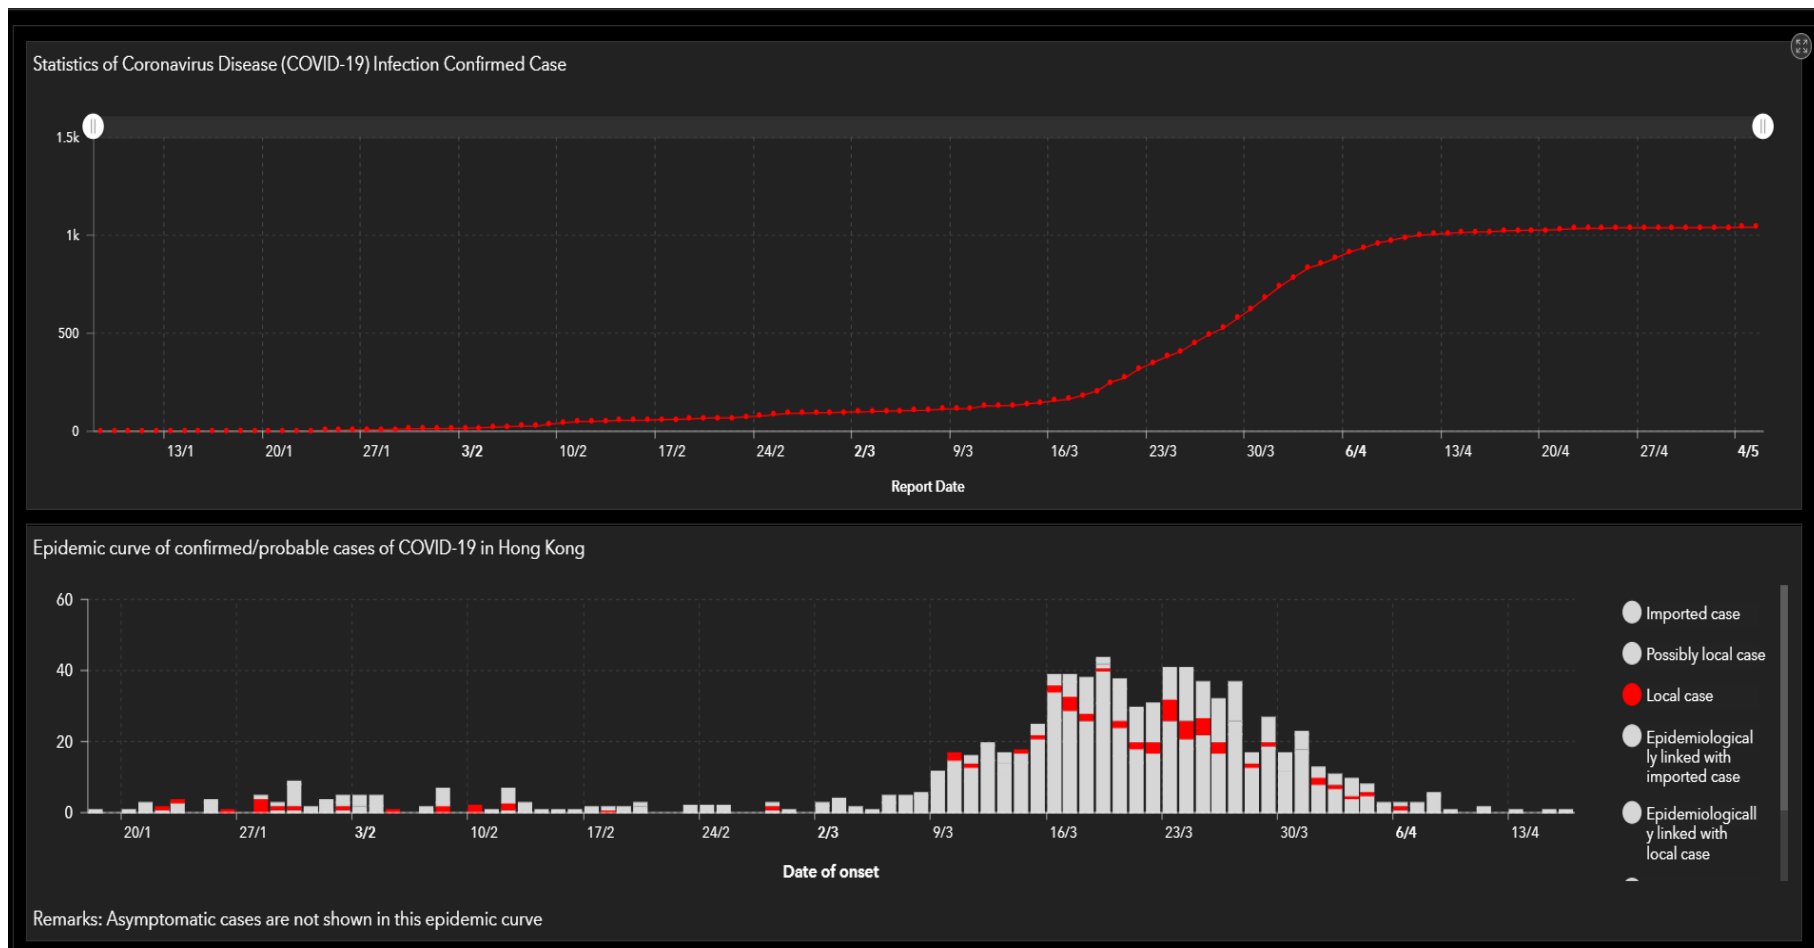 Statistics of Coronavirus Disease (COVID-19) Infection Confirmed Case
1.5k
1k
500
0
13/1 20/1 27/1 3/2 10/2 17/2 24/2 2/3 9/3 16/3 23/3 30/3 6/4 13/4 20/4 27/4 4/5
Report Date
Epidemic curve of confirmed/probable cases of COVID-19 in Hong Kong
60
40
20
0
20/1 27/1 3/2 10/2 17/2 24/2 2/3 9/3 16/3 23/3 30/3 6/4 13/4
Date of onset
Imported case
Possibly local case
Local case
Epidemiological
ly linked with
imported case
Epidemiologicall
y linked with
local case
Remarks: Asymptomatic cases are not shown in this epidemic curve